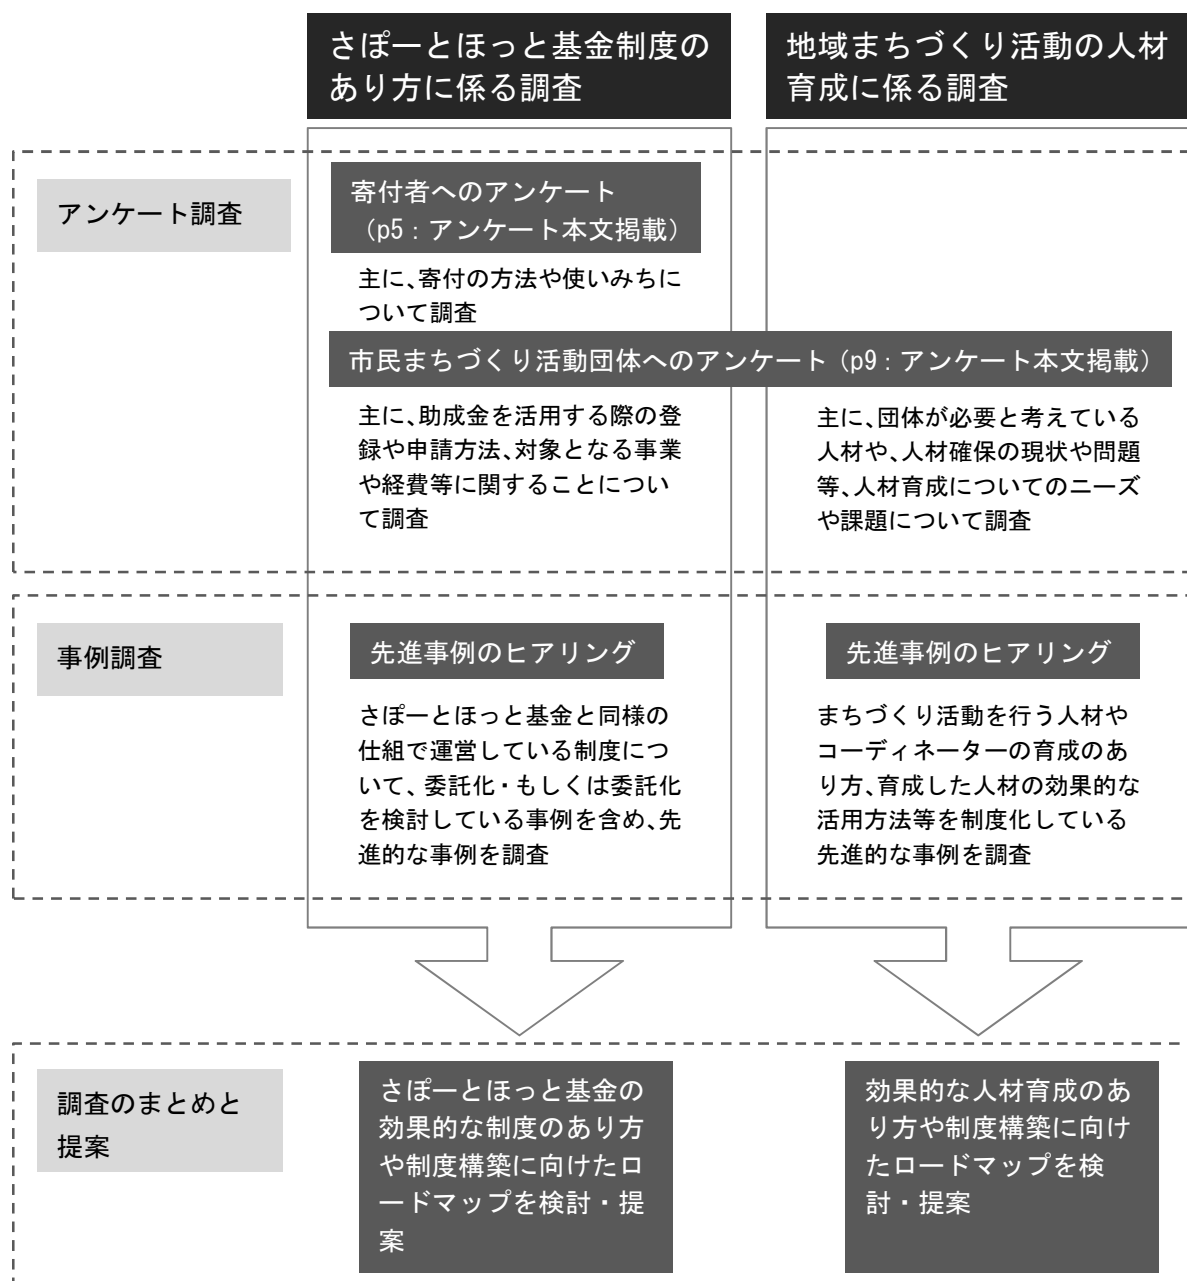 さぽーとほっと基金制度の
あり方に係る調査
地域まちづくり活動の人材
育成に係る調査
アンケート調査
寄付者へのアンケート
（p5：アンケート本文掲載）
主に、寄付の方法や使いみちに
ついて調査
市民まちづくり活動団体へのアンケート（p9：アンケート本文掲載）
主に、助成金を活用する際の登
録や申請方法、対象となる事業
や経費等に関することについ
て調査
主に、団体が必要と考えている
人材や、人材確保の現状や問題
等、人材育成についてのニーズ
や課題について調査
事例調査
先進事例のヒアリング
さぽーとほっと基金と同様の
仕組で運営している制度につ
いて、委託化・もしくは委託化
を検討している事例を含め、先
進的な事例を調査
先進事例のヒアリング
まちづくり活動を行う人材や
コーディネーターの育成のあ
り方、育成した人材の効果的な
活用方法等を制度化している
先進的な事例を調査
調査のまとめと
提案
さぽーとほっと基金の
効果的な制度のあり方
や制度構築に向けたロ
ードマップを検討・提
案
効果的な人材育成のあ
り方や制度構築に向け
たロードマップを検
討・提案